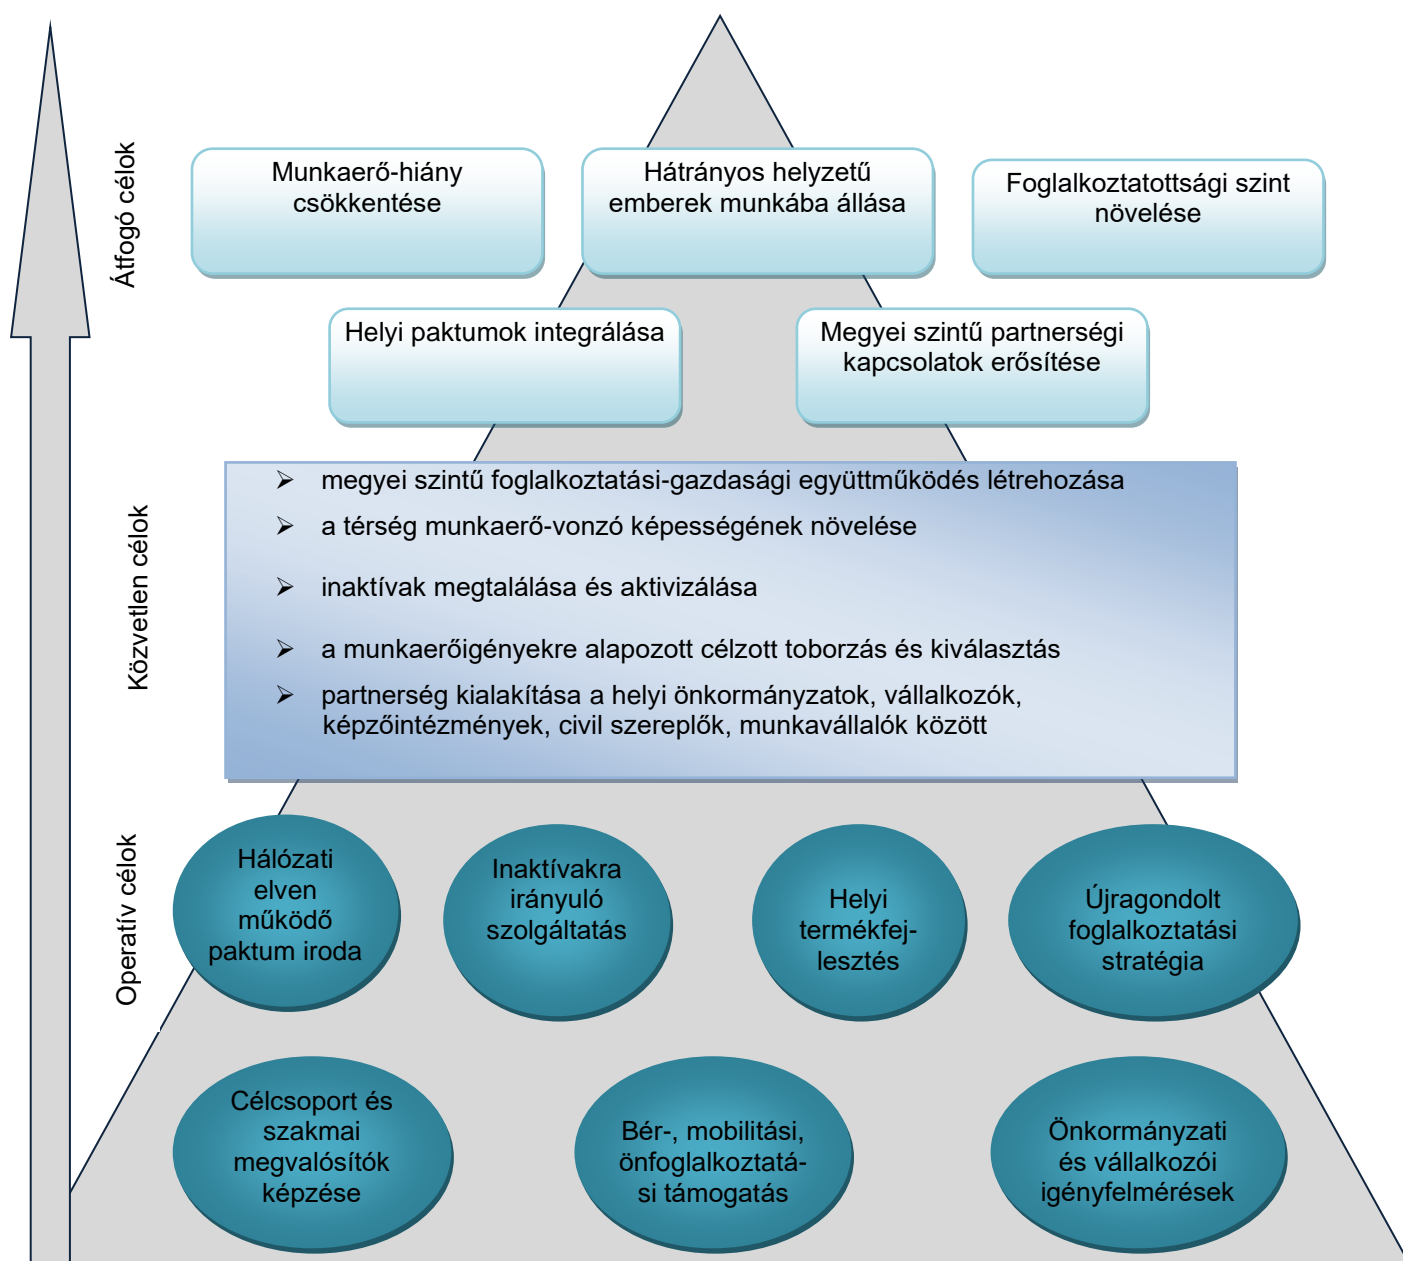 Átfogó célok
Munkaerő-hiány
csökkentése
Hátrányos helyzetű
emberek munkába állása
Foglalkoztatottsági szint
növelése
Helyi paktumok integrálása
Megyei szintű partnerségi
kapcsolatok erősítése
Közvetlen célok
➢ megyei szintű foglalkoztatási-gazdasági együttműködés létrehozása
➢ a térség munkaerő-vonzó képességének növelése
➢ inaktívak megtalálása és aktivizálása
➢ a munkaerőigényekre alapozott célzott toborzás és kiválasztás
➢ partnerség kialakítása a helyi önkormányzatok, vállalkozók,
képzőintézmények, civil szereplők, munkavállalók között
Operatív célok
Hálózati
elven
működő
paktum iroda
Inaktívakra
irányuló
szolgáltatás
Helyi
termékfej-
lesztés
Újragondolt
foglalkoztatási
stratégia
Célcsoport és
szakmai
megvalósítók
képzése
Bér-, mobilitási,
önfoglalkoztatá-
si támogatás
Önkormányzati
és vállalkozói
igényfelmérések